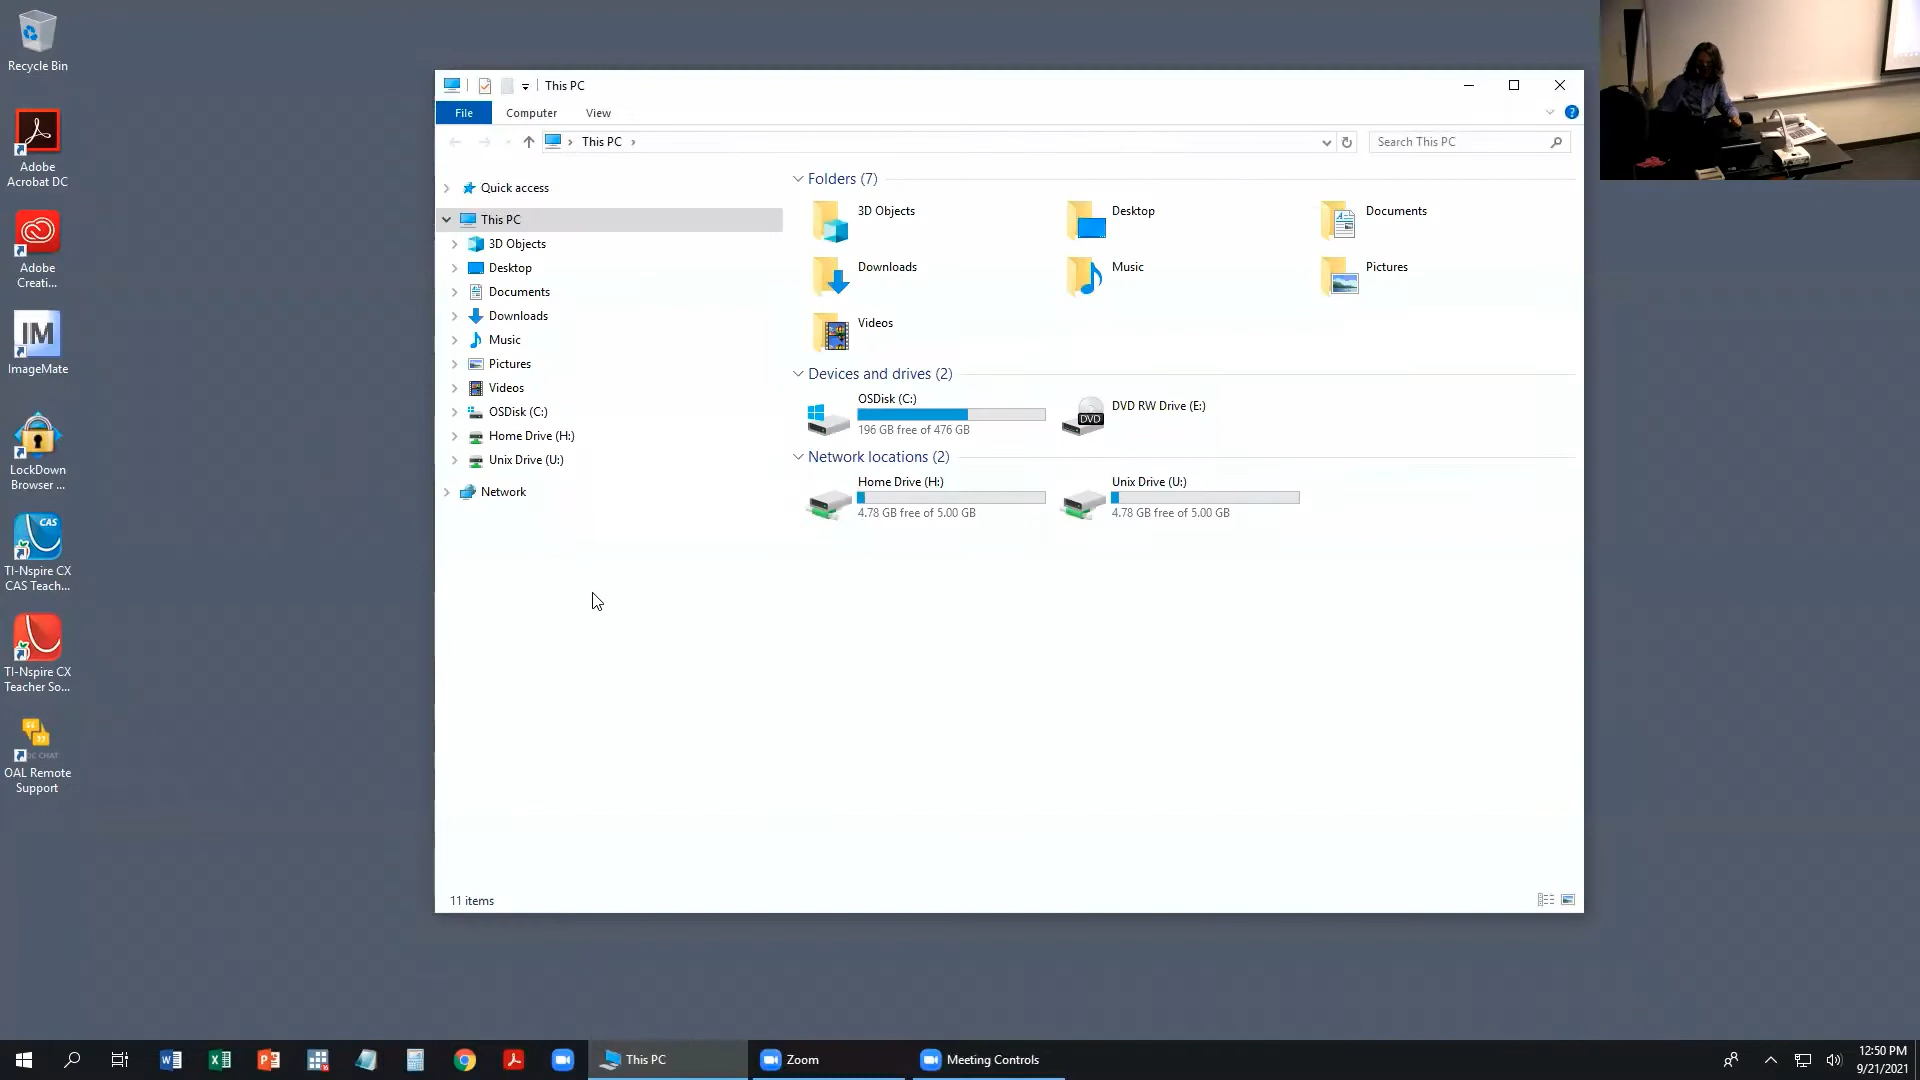 Recycle Bin
Adobe
Acrobat DC
Adobe
Creati...
IM
ImageMate
LockDown
Browser ...
CAS
TI-Nspire CX
CAS Teach...
TI-Nspire CX
Teacher So...
OAL Remote
Support
This PC
File
Computer
View
This PC
Search This PC
Quick access
This PC
3D Objects
Desktop
Documents
Downloads
Music
Pictures
Videos
OSDisk (C:)
Home Drive (H:)
Unix Drive (U:)
Network
Folders (7)
3D Objects
Desktop
Documents
Downloads
Music
Pictures
Videos
Devices and drives (2)
OSDisk (C:)
196 GB free of 476 GB
DVD
DVD RW Drive (E:)
Network locations (2)
Home Drive (H:)
4.78 GB free of 5.00 GB
Unix Drive (U:)
4.78 GB free of 5.00 GB
11 items
This PC
Zoom
Meeting Controls
12:50 PM
9/21/2021